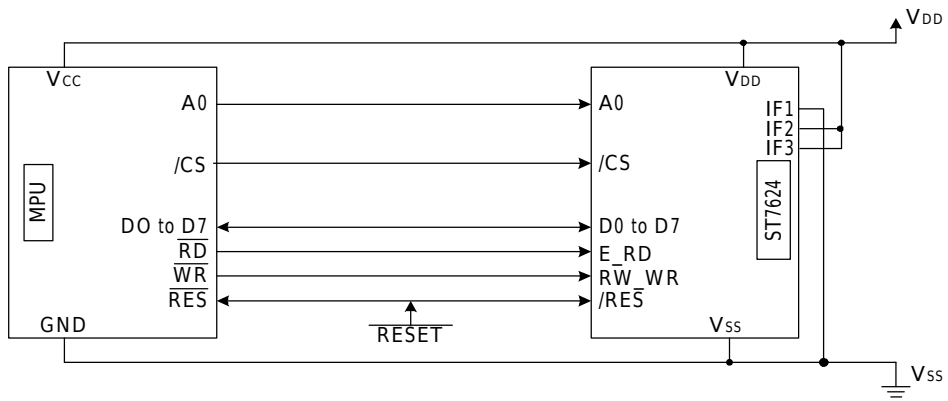 VDD
VCC
VDD
A0
A0
IF1
IF2
IF3
/CS
/CS
MPU
ST7624
DO to D7
D0 to D7
RD
E_RD
WR
RW_WR
RES
/RES
GND
RESET
VSS
VSS